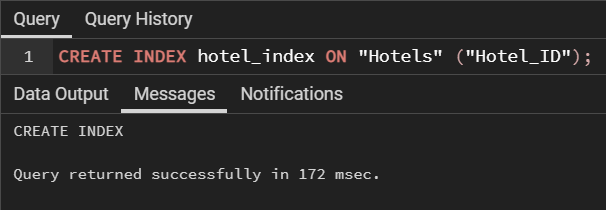 Query Query History
1 CREATE INDEX hotel_index ON "Hotels" ("Hotel_ID");
Data Output Messages Notifications
CREATE INDEX
Query returned successfully in 172 msec.